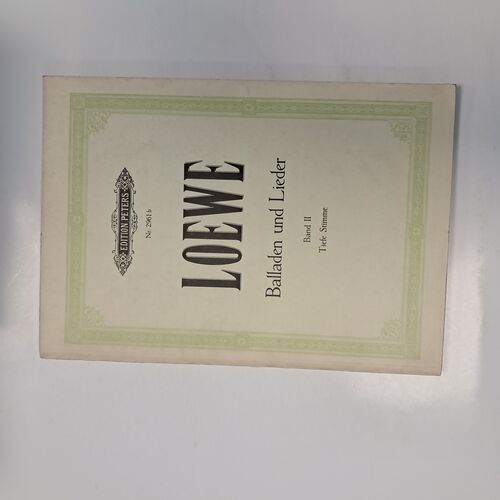 EDITION PETERS
Nr. 2961 b
LOEWE
Balladen und Lieder
Band II
Tiefe Stimme